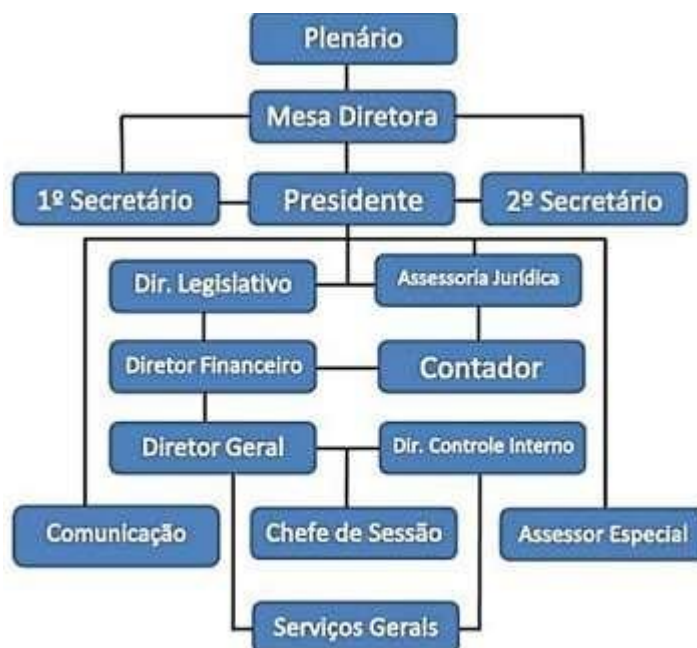 Plenário
Mesa Diretora
1º Secretário
Presidente
2º Secretário
Dir. Legislativo
Assessoria Jurídica
Diretor Financeiro
Contador
Diretor Geral
Dir. Controle Interno
Comunicação
Chefe de Sessão
Assessor Especial
Serviços Gerais